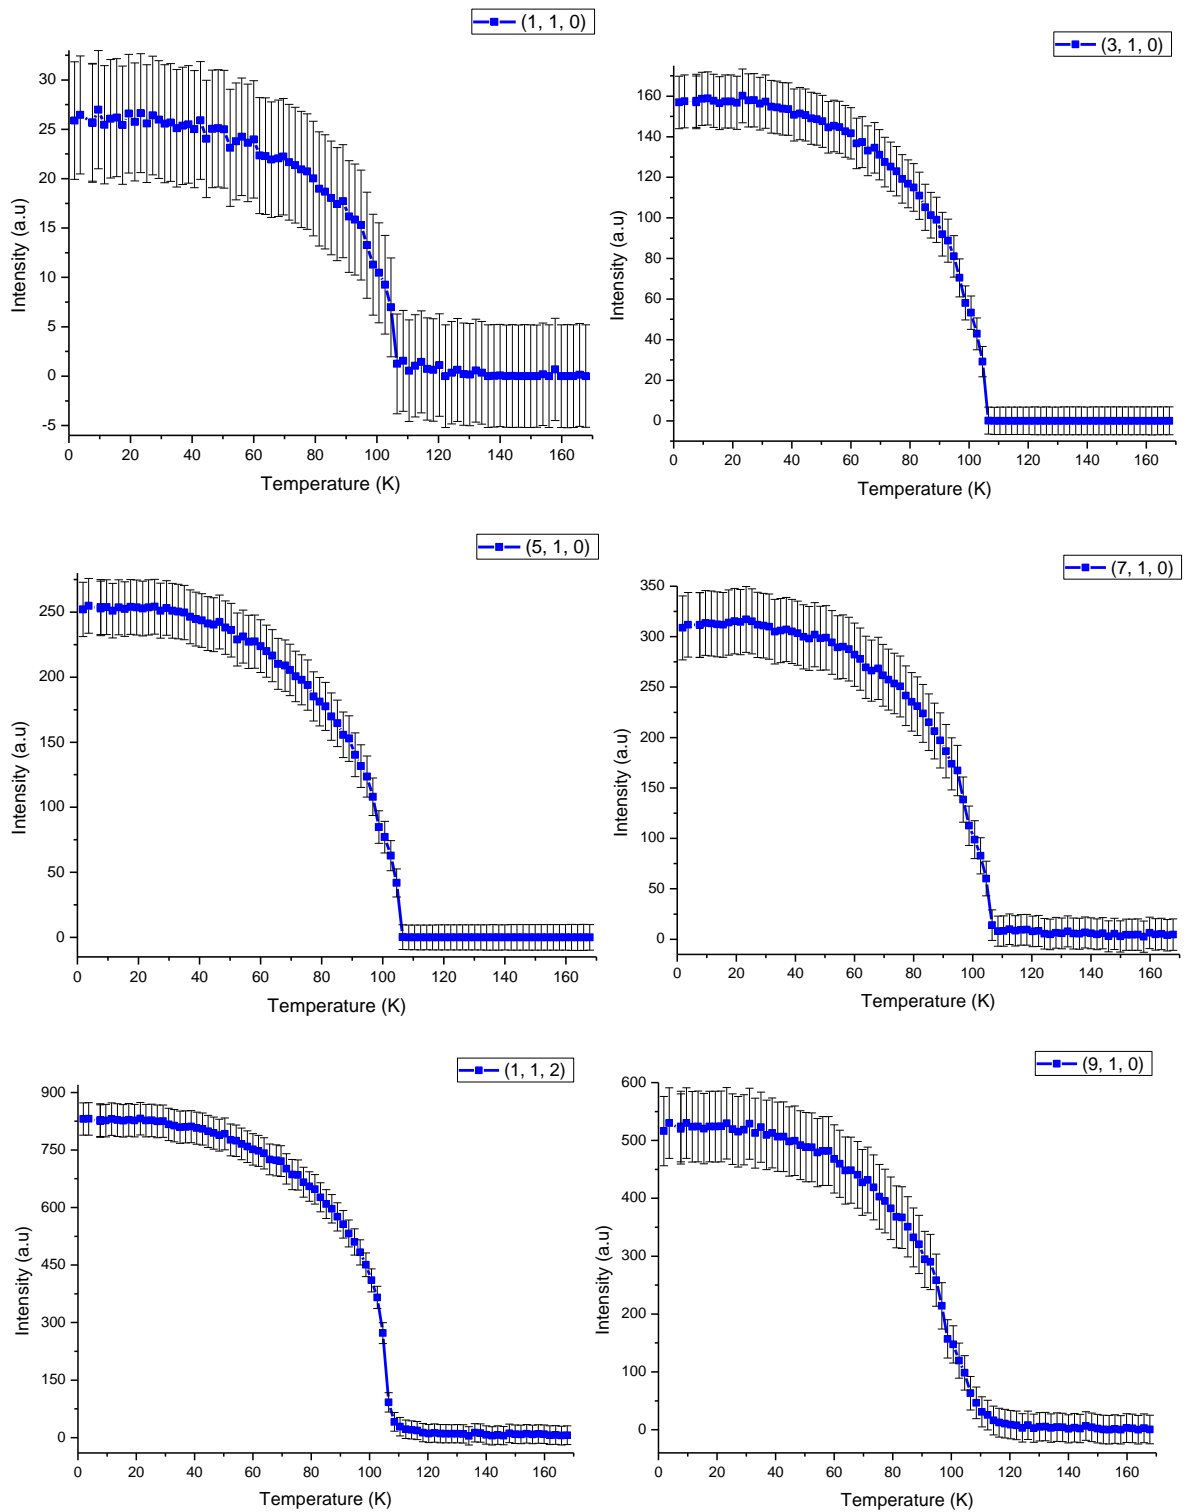 (1, 1, 0)
Intensity (a.u)
30
25
20
15
10
5
0
-5
0 20 40 60 80 100 120 140 160
Temperature (K)
(3, 1, 0)
Intensity (a.u)
160
140
120
100
80
60
40
20
0
0 20 40 60 80 100 120 140 160
Temperature (K)
(5, 1, 0)
Intensity (a.u)
250
200
150
100
50
0
0 20 40 60 80 100 120 140 160
Temperature (K)
(7, 1, 0)
Intensity (a.u)
350
300
250
200
150
100
50
0
0 20 40 60 80 100 120 140 160
Temperature (K)
(1, 1, 2)
Intensity (a.u)
900
750
600
450
300
150
0
0 20 40 60 80 100 120 140 160
Temperature (K)
(9, 1, 0)
Intensity (a.u)
600
500
400
300
200
100
0
0 20 40 60 80 100 120 140 160
Temperature (K)